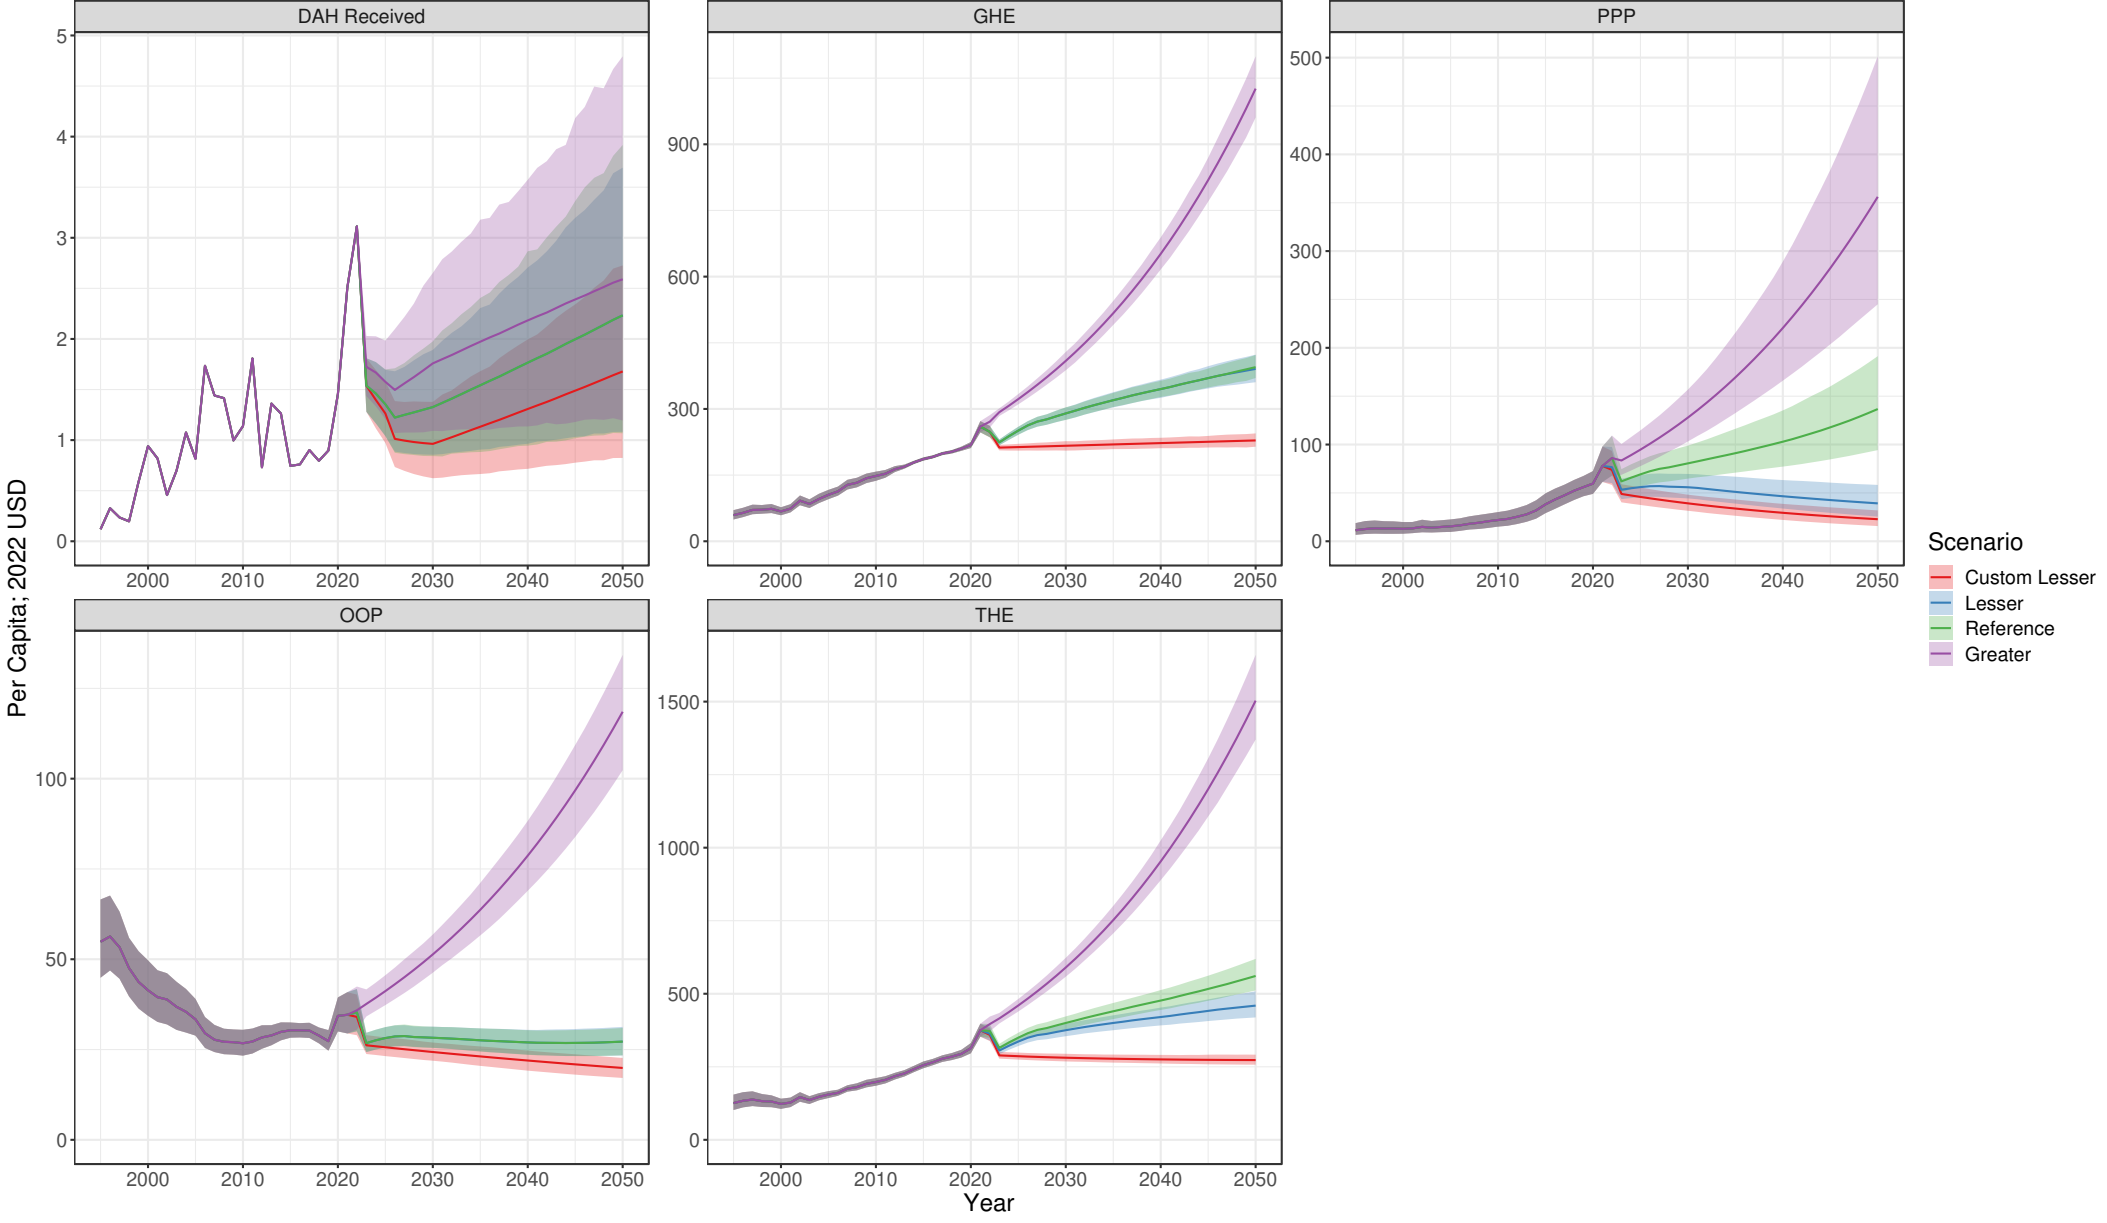 DAH Received
GHE
PPP
5
4
3
2
1
0
900
600
300
0
500
400
300
200
100
0
2000 2010 2020 2030 2040 2050
2000 2010 2020 2030 2040 2050
2000 2010 2020 2030 2040 2050
OOP
THE
100
50
0
1500
1000
500
0
2000 2010 2020 2030 2040 2050
2000 2010 2020 2030 2040 2050
Per Capita; 2022 USD
Year
Scenario
Custom Lesser
Lesser
Reference
Greater